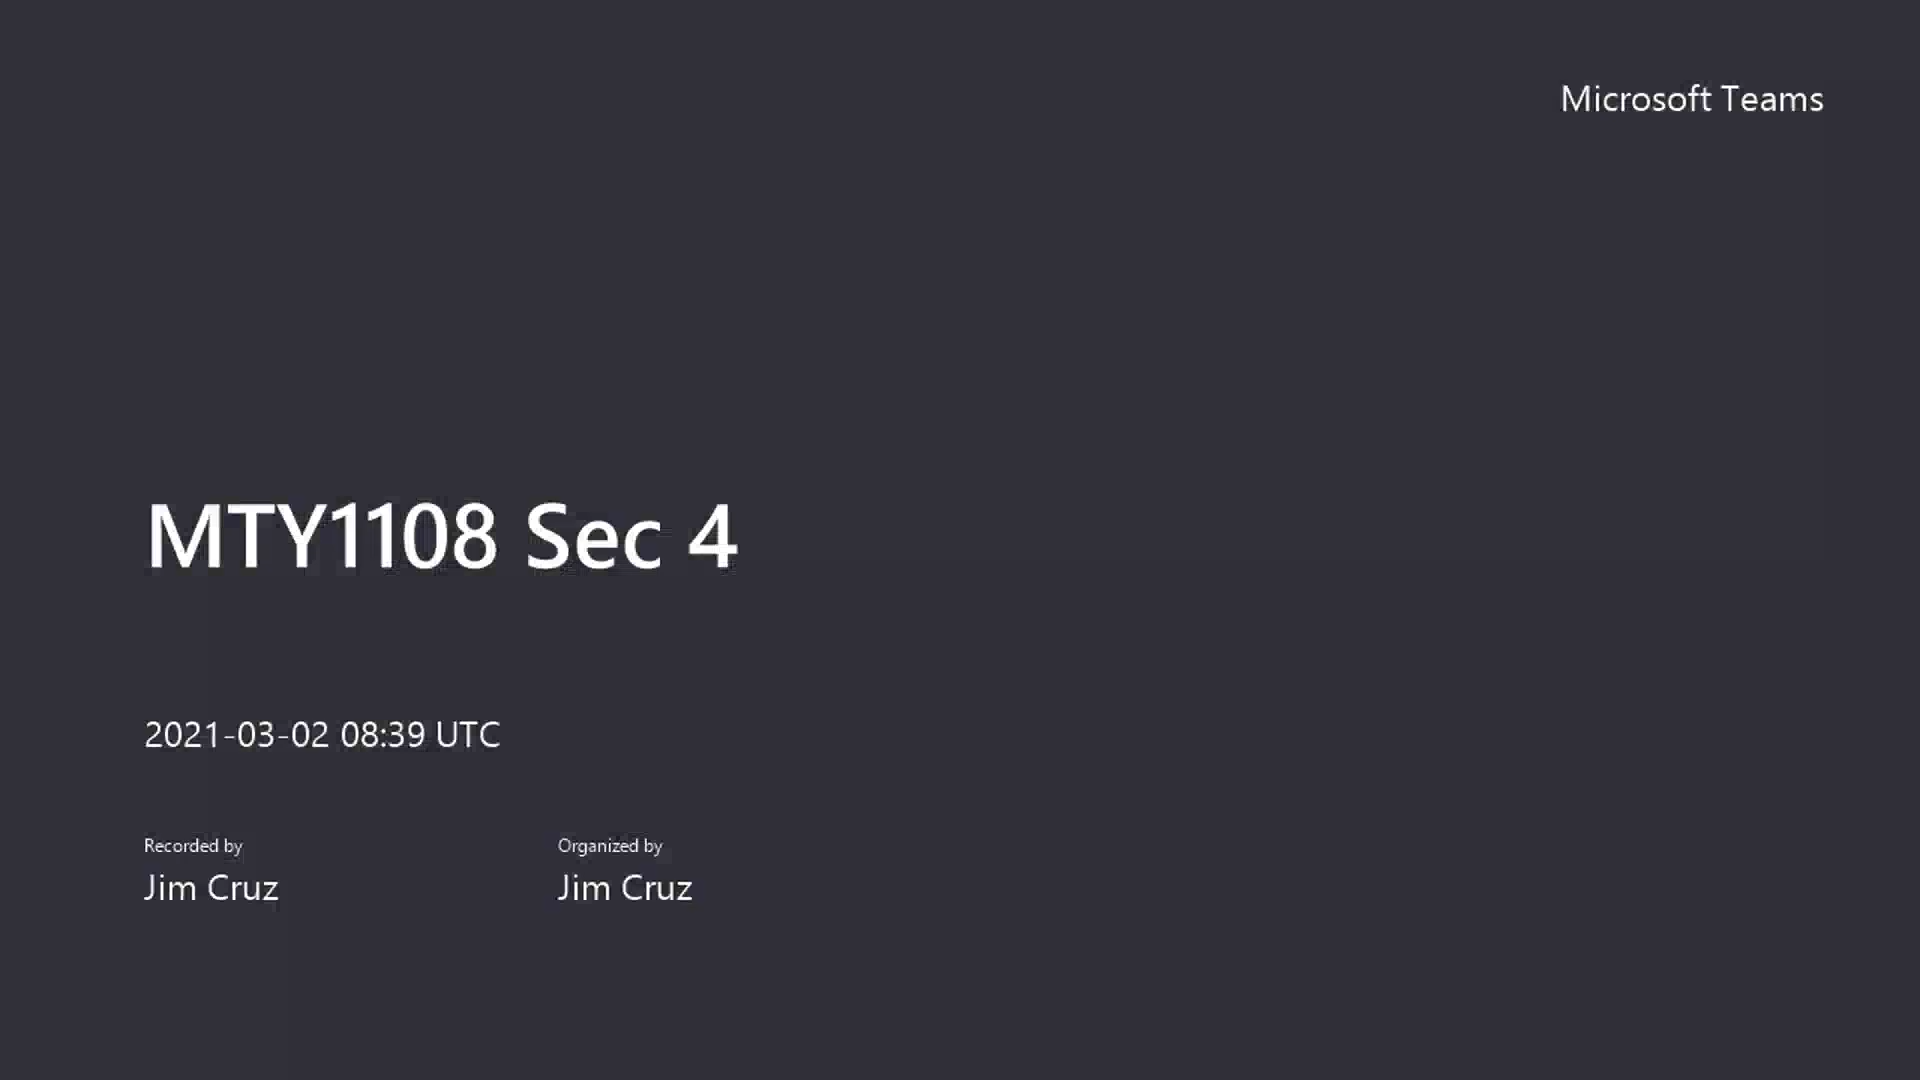 Microsoft Teams
MTY1108 Sec 4
2021-03-02 08:39 UTC
Recorded by
Jim Cruz
Organized by
Jim Cruz